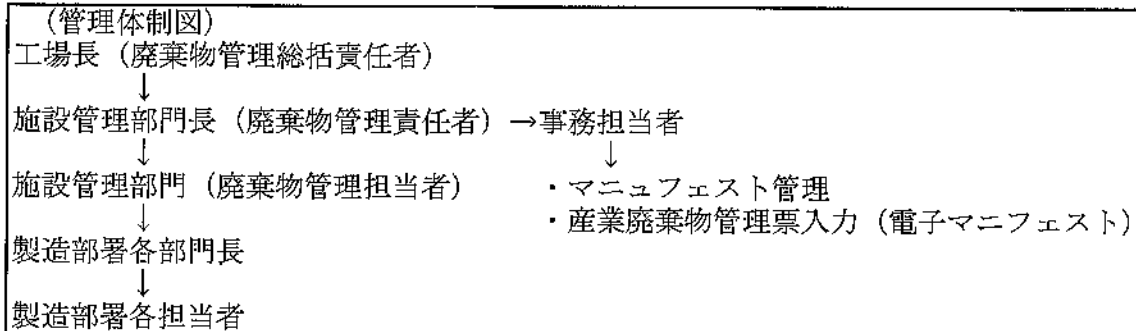 （管理体制図）
工場長（廃棄物管理総括責任者）
↓
施設管理部門長（廃棄物管理責任者）→事務担当者
↓ ↓
施設管理部門（廃棄物管理担当者） ・マニュフェスト管理
↓ ・産業廃棄物管理票入力（電子マニフェスト）
製造部署各部門長
↓
製造部署各担当者